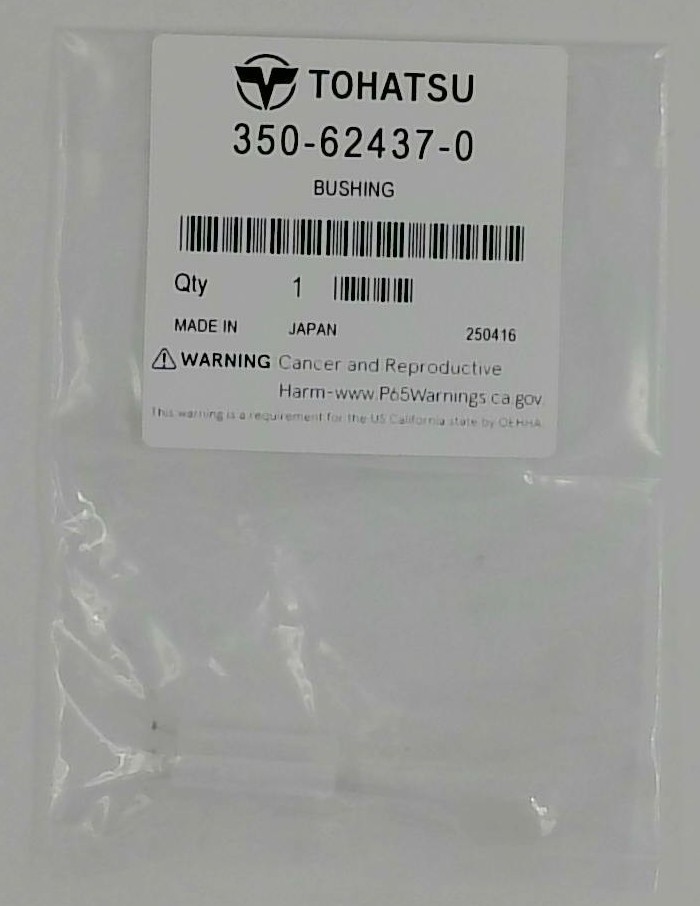 TOHATSU
350-62437-0
BUSHING
Qty 1
MADE IN JAPAN 250416
⚠ WARNING Cancer and Reproductive
Harm-www.P65Warnings.ca.gov
This warning is a requirement for the US California state by OEHHA.